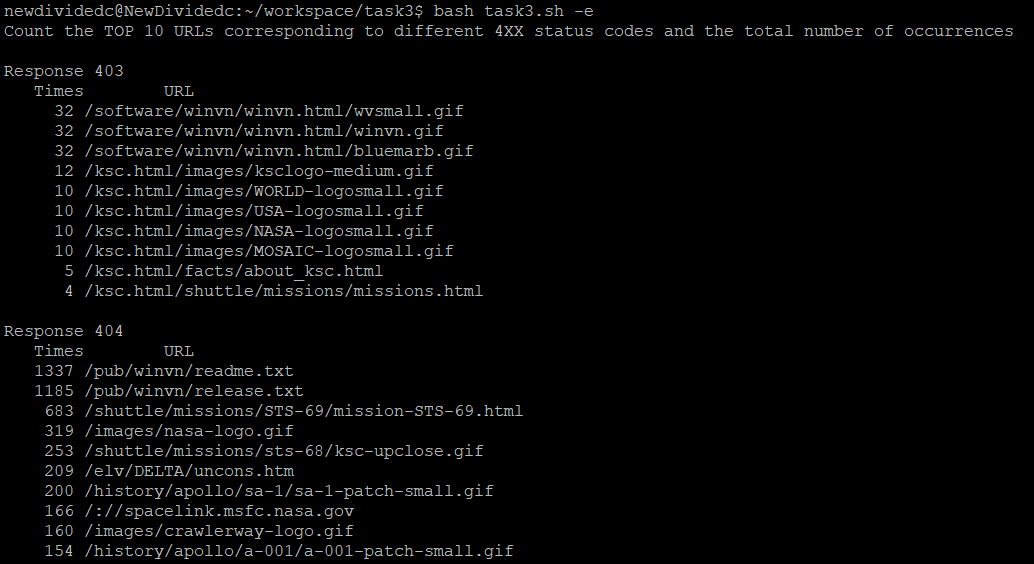 newdividedc@NewDividedc:~/workspace/task3$ bash task3.sh -e
Count the TOP 10 URLs corresponding to different 4XX status codes and the total number of occurrences
Response 403
Times URL
32 /software/winvn/winvn.html/wvsmall.gif
32 /software/winvn/winvn.html/winvn.gif
32 /software/winvn/winvn.html/bluemarb.gif
12 /ksc.html/images/ksclogo-medium.gif
10 /ksc.html/images/WORLD-logosmall.gif
10 /ksc.html/images/USA-logosmall.gif
10 /ksc.html/images/NASA-logosmall.gif
10 /ksc.html/images/MOSAIC-logosmall.gif
5 /ksc.html/facts/about_ksc.html
4 /ksc.html/shuttle/missions/missions.html
Response 404
Times URL
1337 /pub/winvn/readme.txt
1185 /pub/winvn/release.txt
683 /shuttle/missions/STS-69/mission-STS-69.html
319 /images/nasa-logo.gif
253 /shuttle/missions/sts-68/ksc-upclose.gif
209 /elv/DELTA/uncons.htm
200 /history/apollo/sa-1/sa-1-patch-small.gif
166 /://spacelink.msfc.nasa.gov
160 /images/crawlerway-logo.gif
154 /history/apollo/a-001/a-001-patch-small.gif